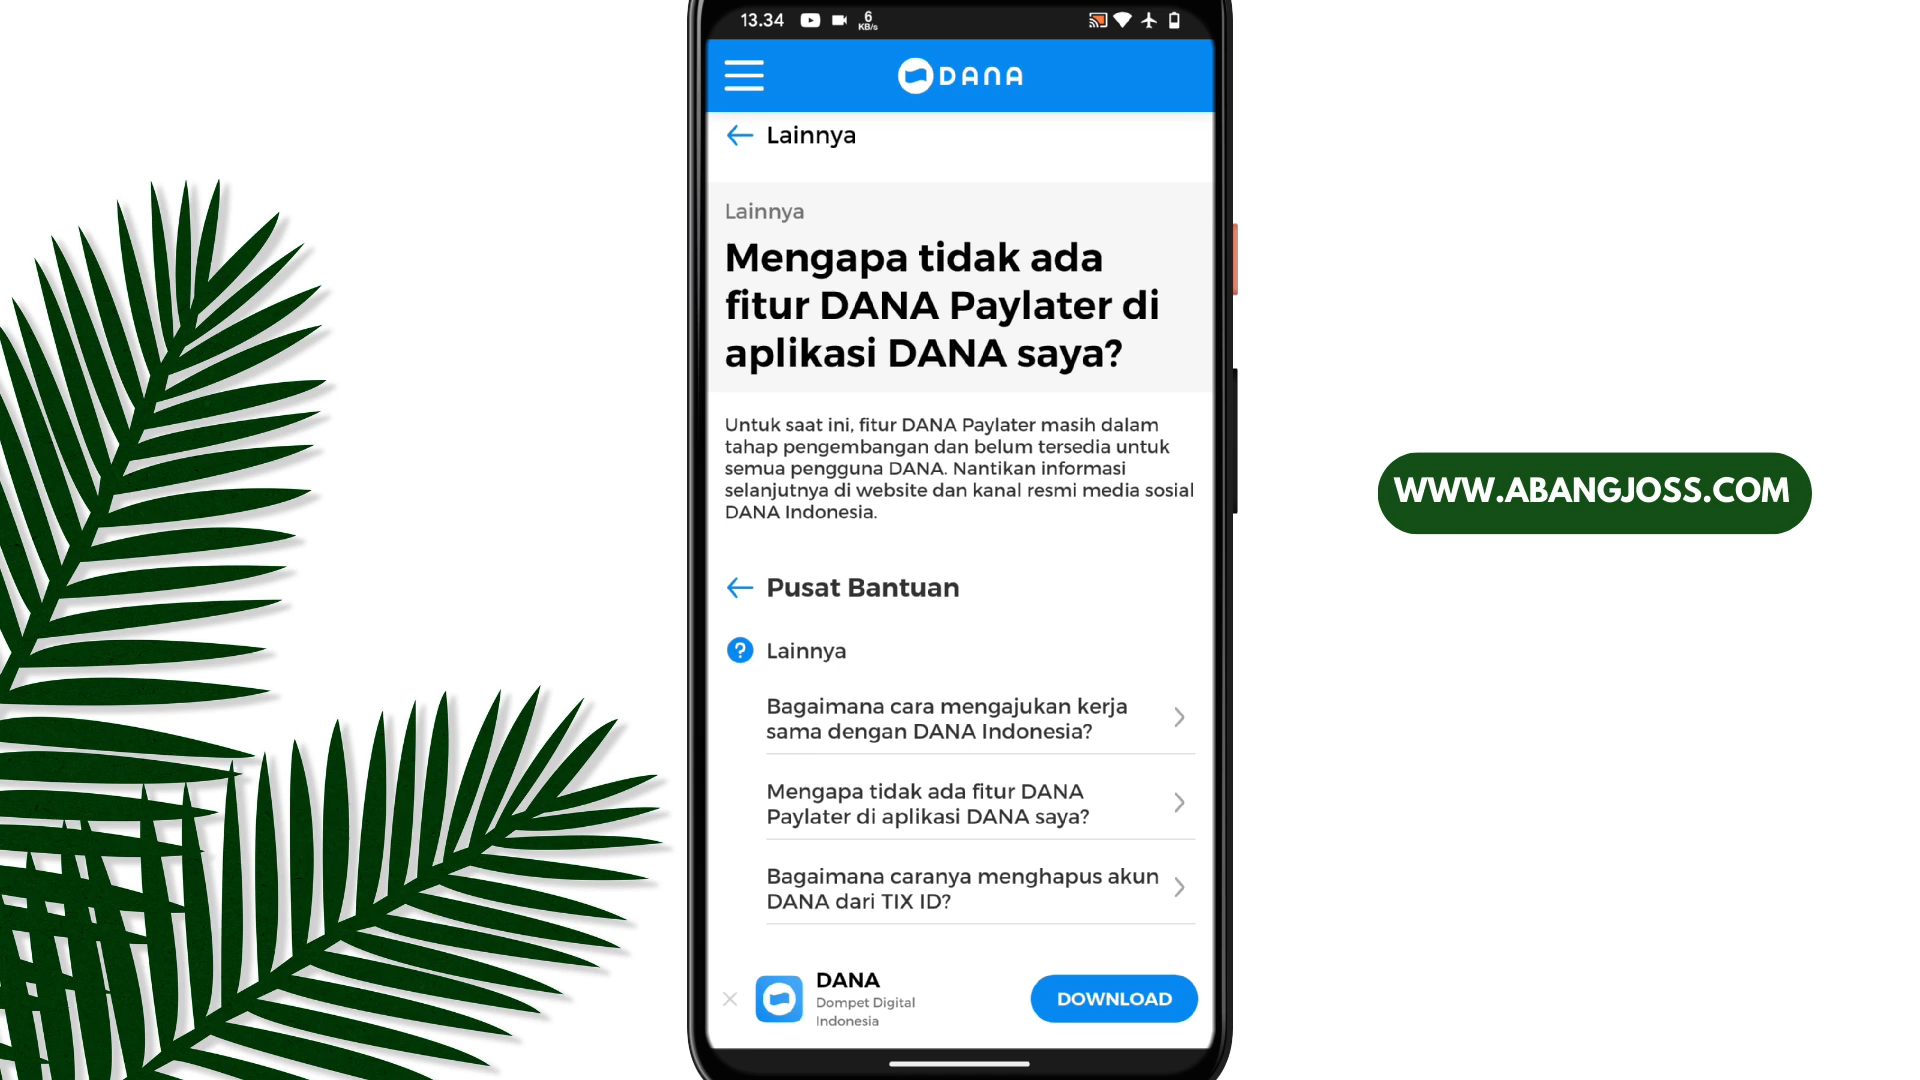 13.34
6
KB/s
DANA
Lainnya
Lainnya
Mengapa tidak ada
fitur DANA Paylater di
aplikasi DANA saya?
Untuk saat ini, fitur DANA Paylater masih dalam
tahap pengembangan dan belum tersedia untuk
semua pengguna DANA. Nantikan informasi
selanjutnya di website dan kanal resmi media sosial
DANA Indonesia.
Pusat Bantuan
? Lainnya
Bagaimana cara mengajukan kerja
sama dengan DANA Indonesia?
Mengapa tidak ada fitur DANA
Paylater di aplikasi DANA saya?
Bagaimana caranya menghapus akun
DANA dari TIX ID?
DANA
Dompet Digital
Indonesia
DOWNLOAD
WWW.ABANGJOSS.COM